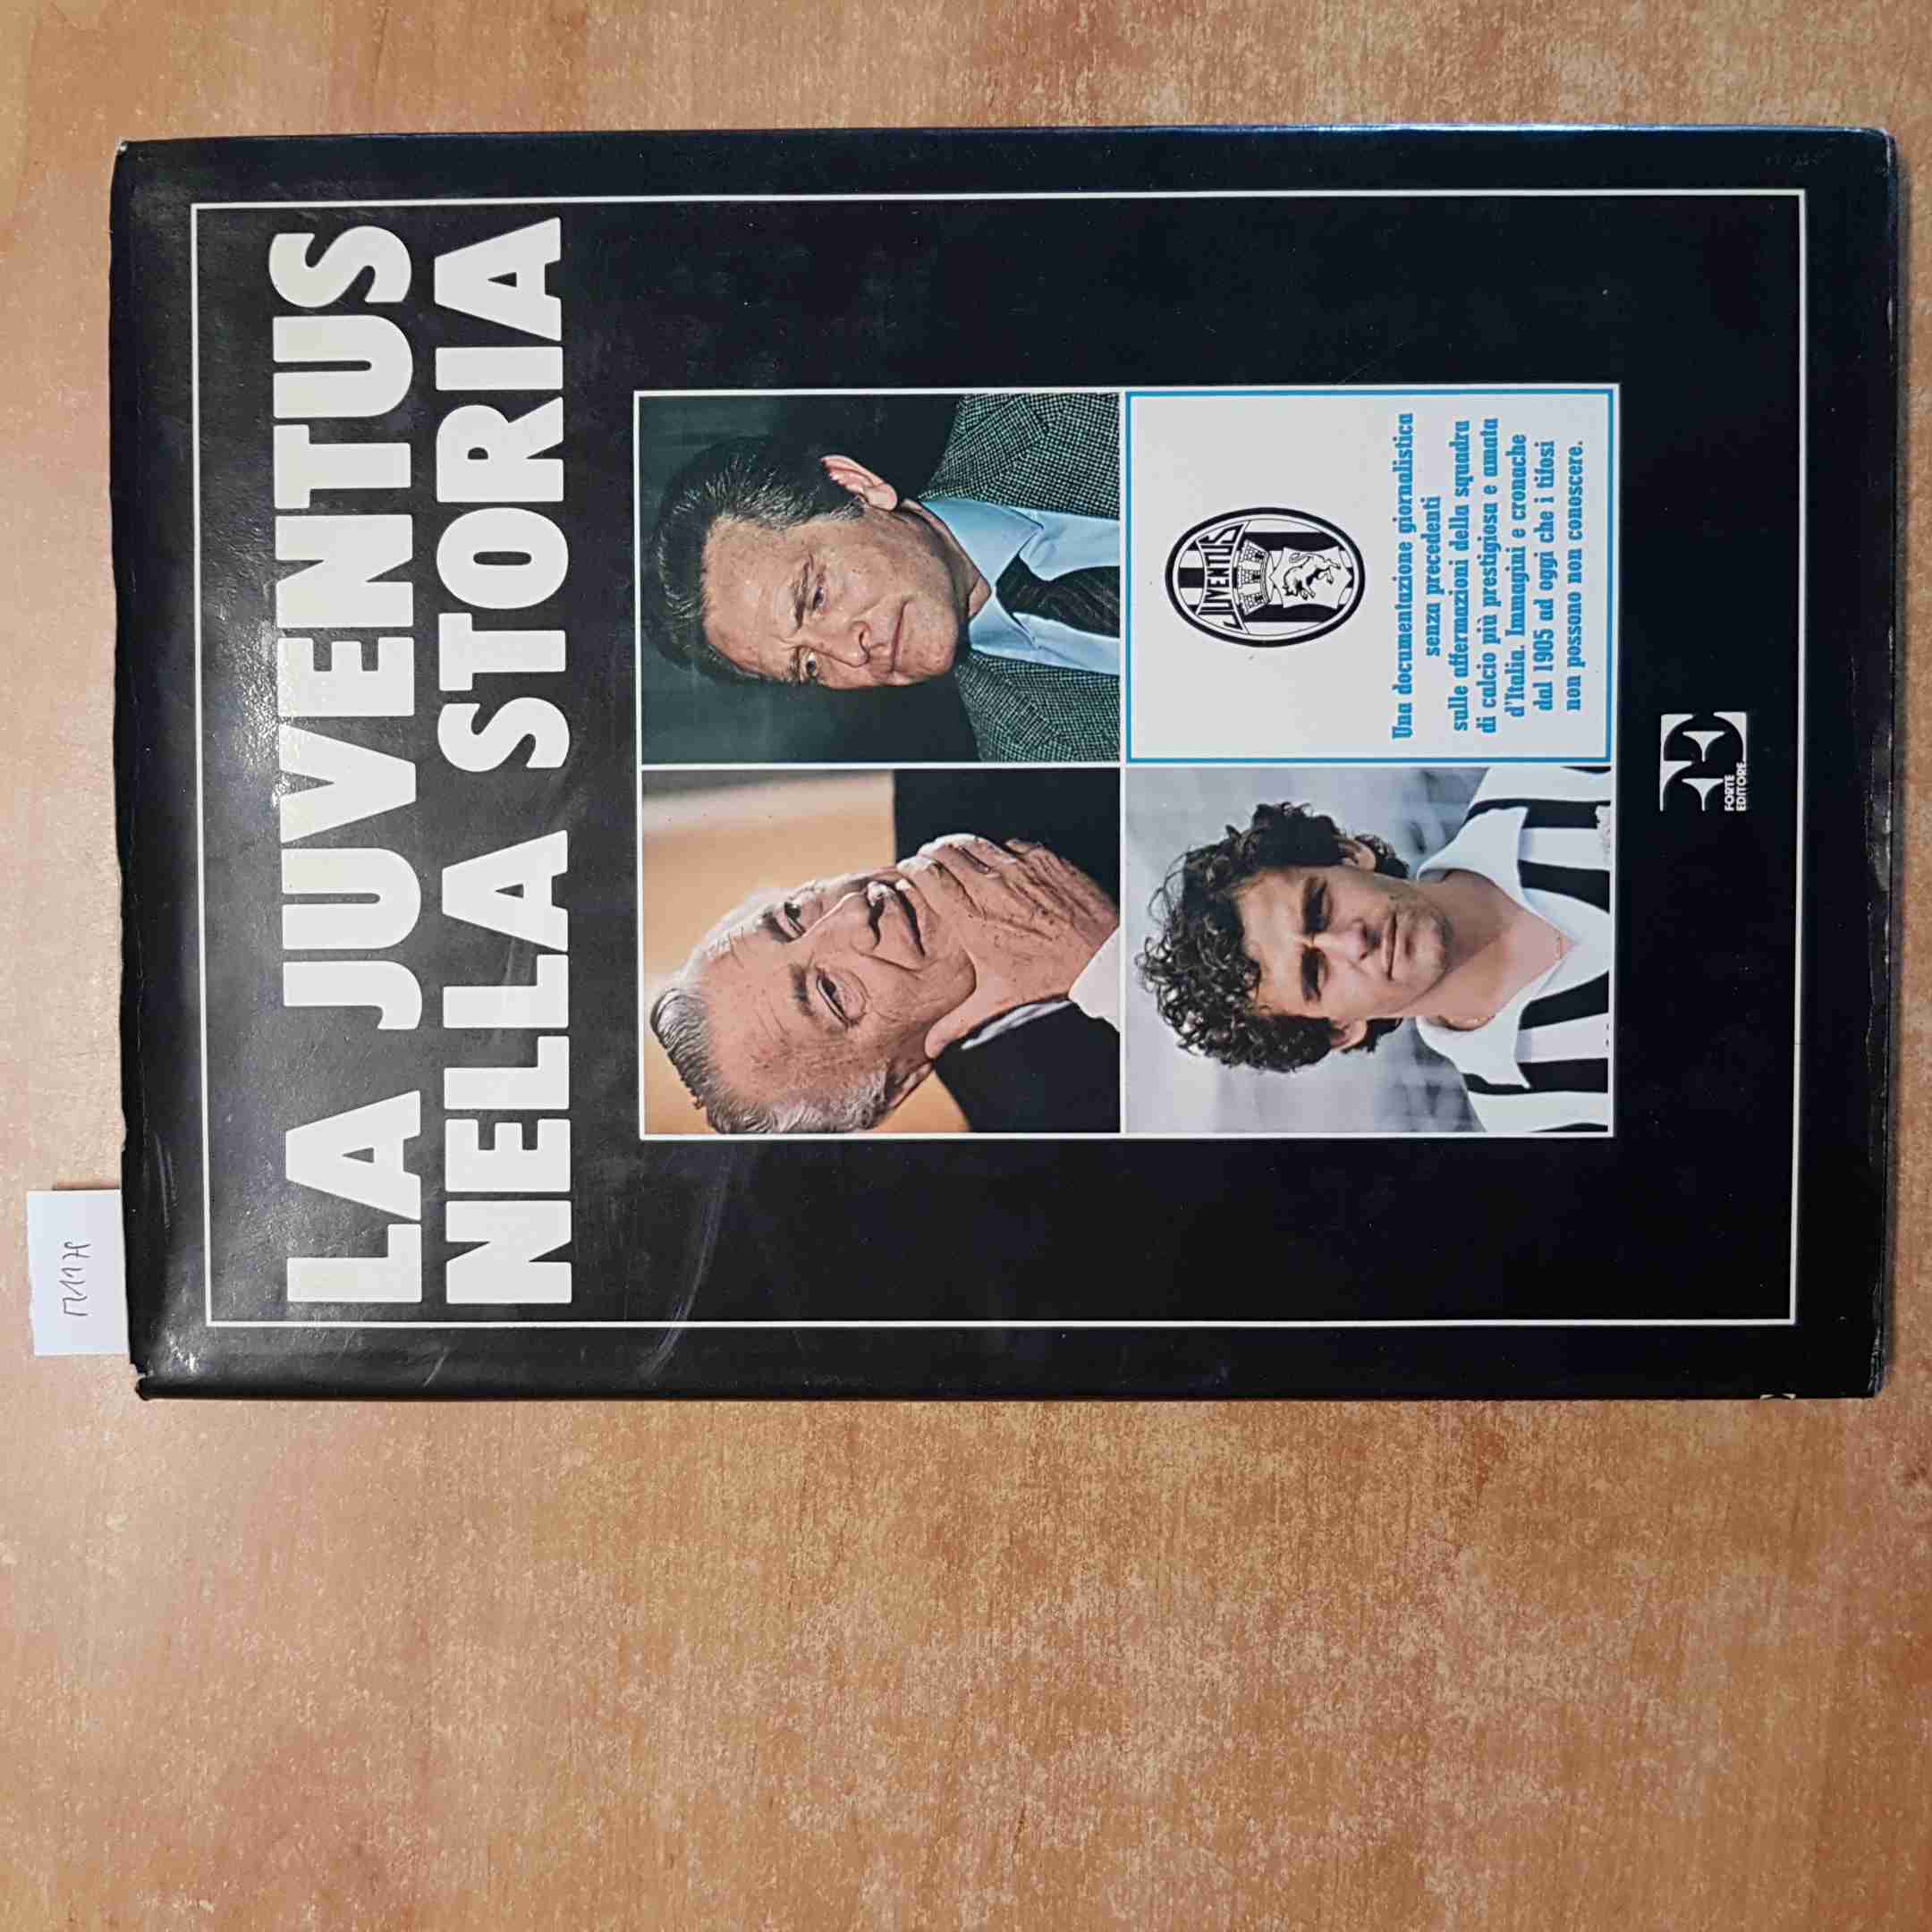 LA JUVENTUS
NELLA STORIA
JUVENTUS
Una documentazione giornalistica
senza precedenti
sulle affermazioni della squadra
di calcio più prestigiosa e amata
d'Italia. Immagini e cronache
dal 1905 ad oggi che i tifosi
non possono non conoscere.
FORTE
EDITORE